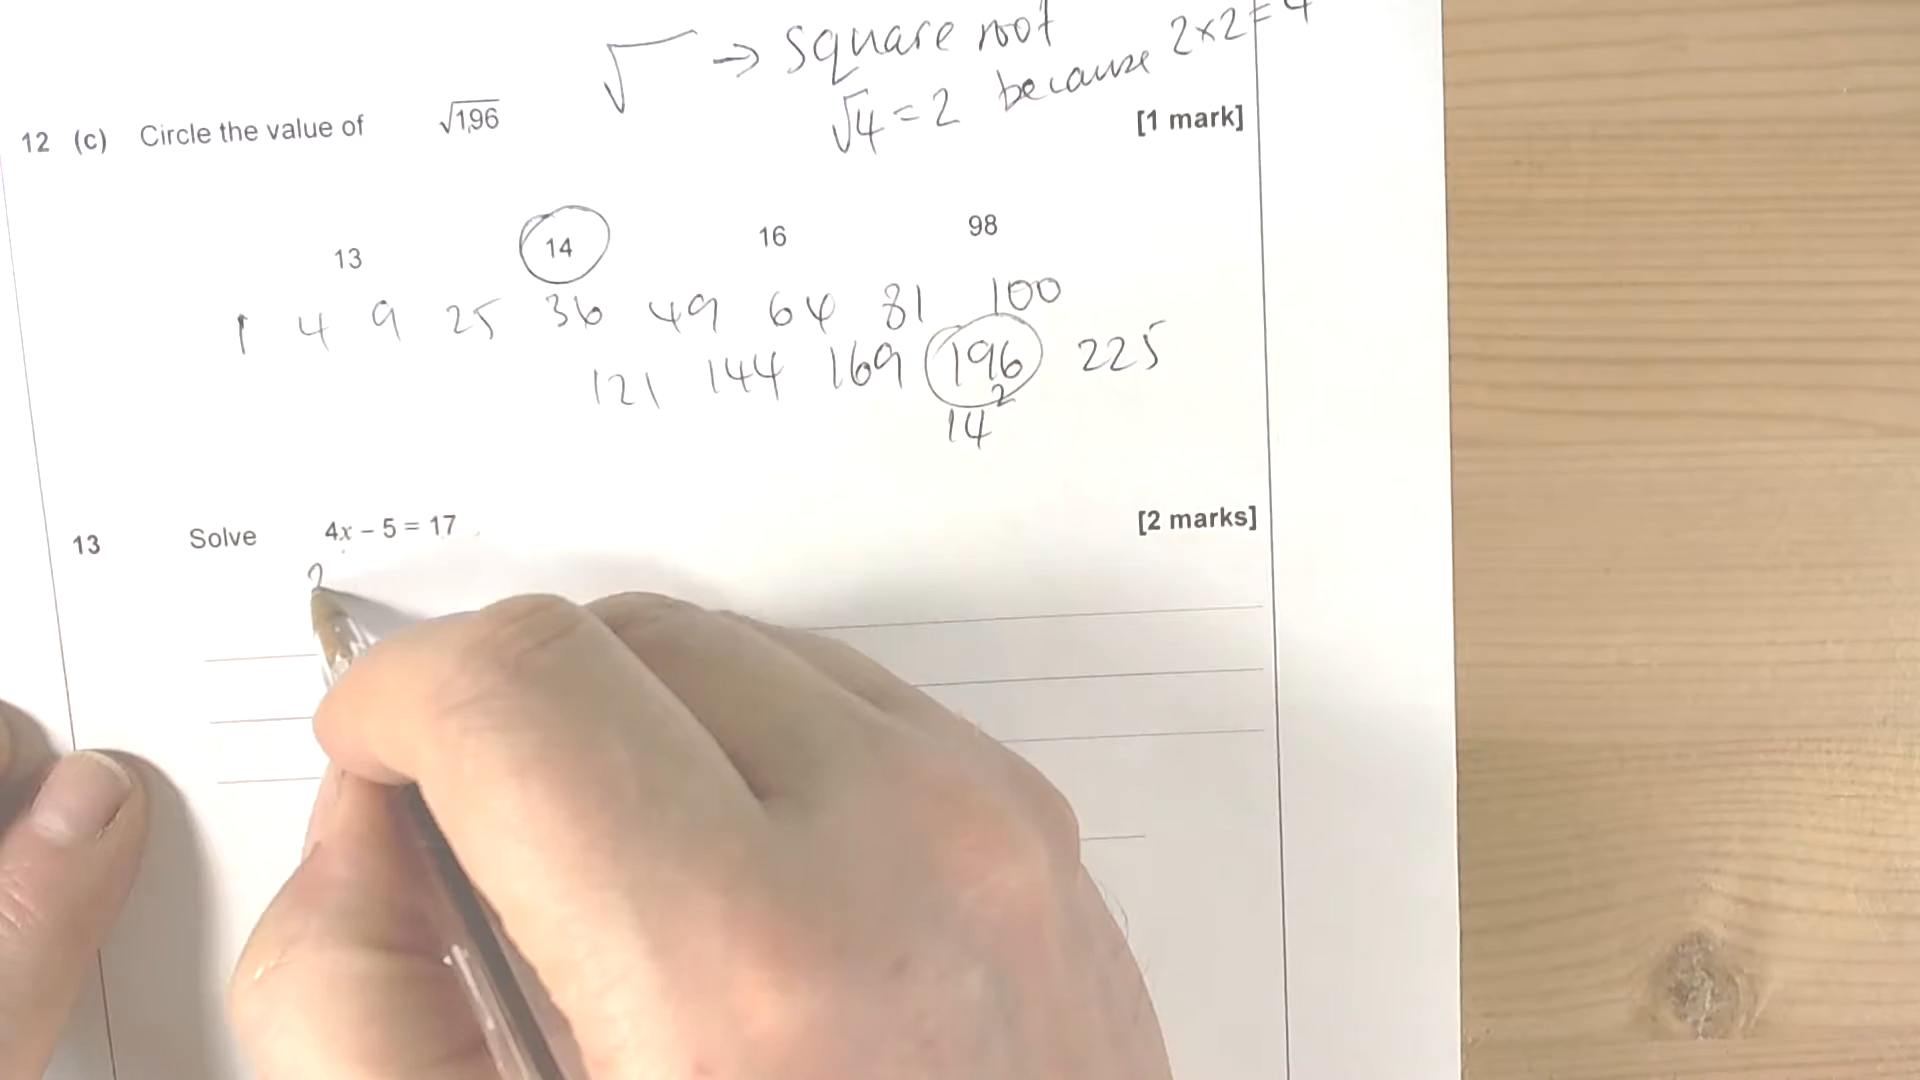 √ → square root
√4 = 2 because 2×2=4
12 (c) Circle the value of √196 [1 mark]
13 14 16 98
1 4 9 25 36 49 64 81 100
121 144 169 196 225
14²
13 Solve 4x – 5 = 17 [2 marks]